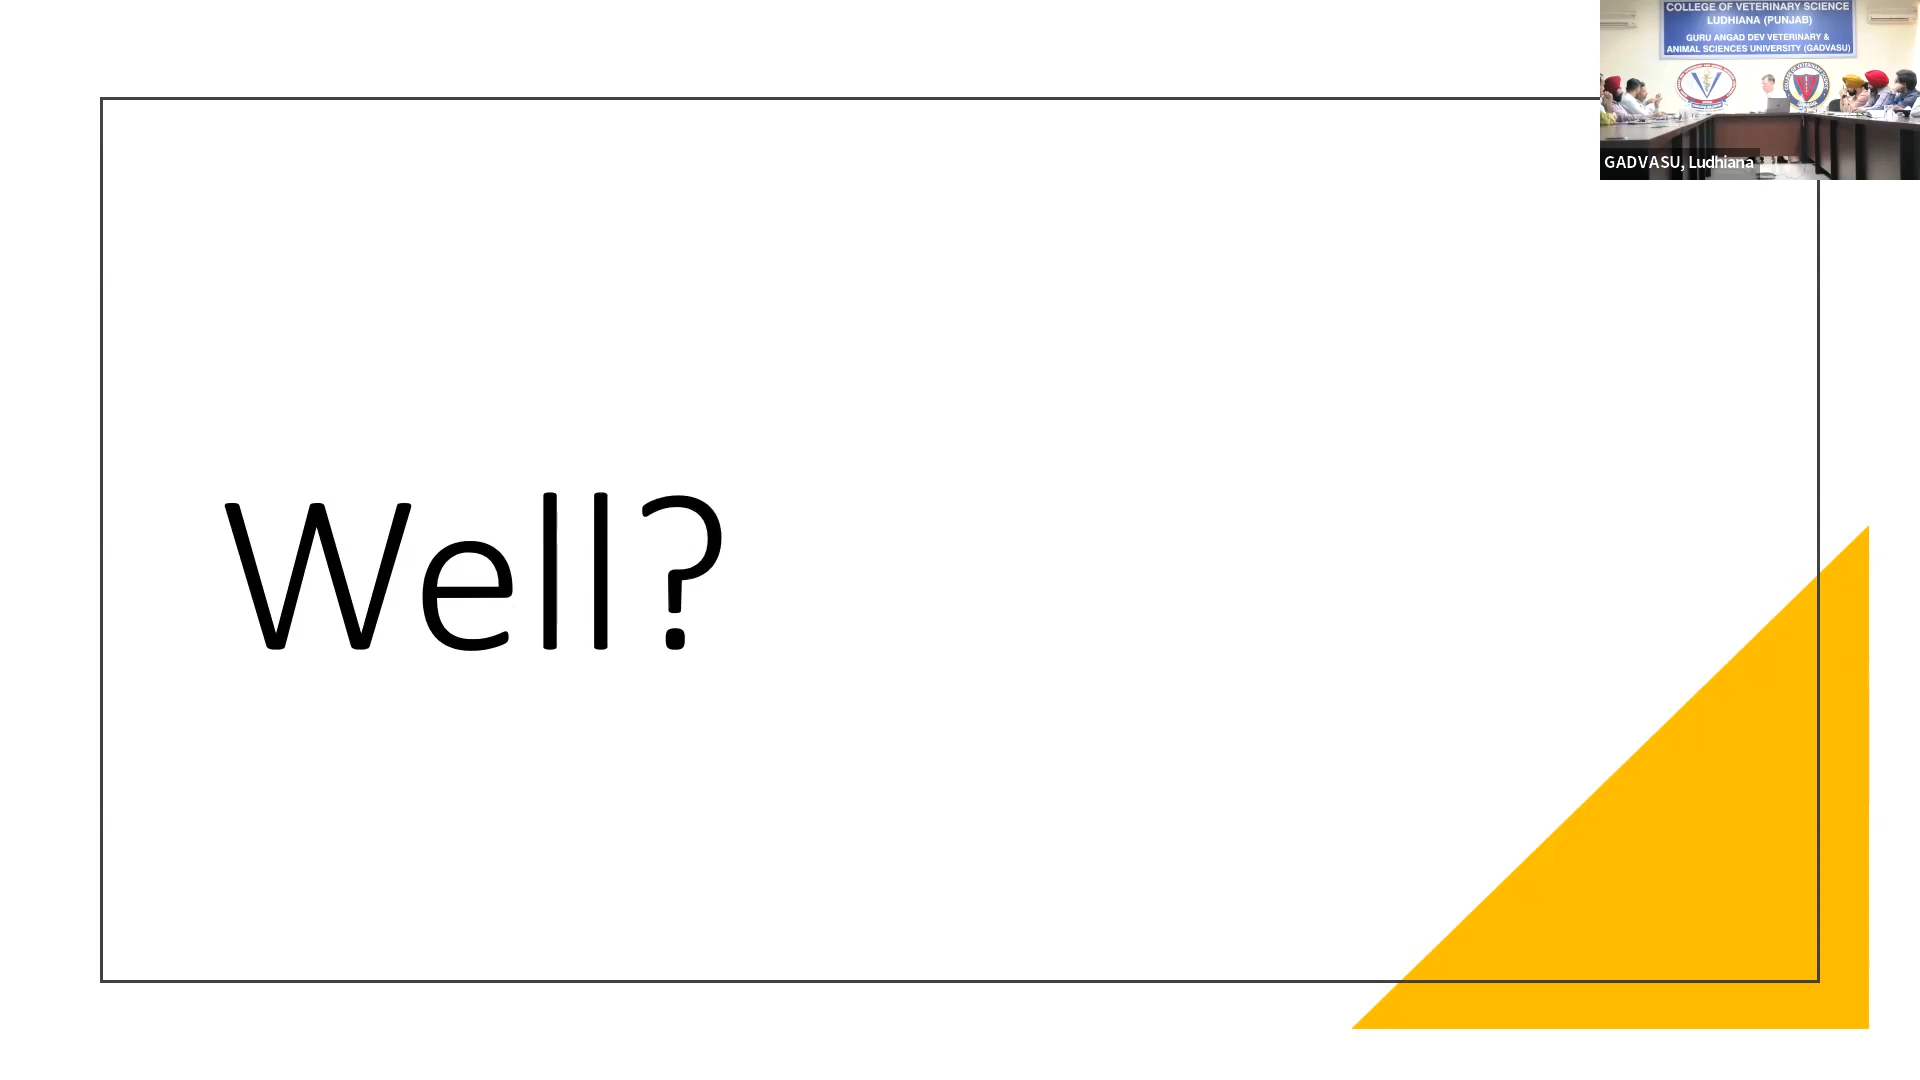 COLLEGE OF VETERINARY SCIENCE
LUDHIANA (PUNJAB)
GURU ANGAD DEV VETERINARY &
ANIMAL SCIENCES UNIVERSITY (GADVASU)
GADVASU, Ludhiana
Well?